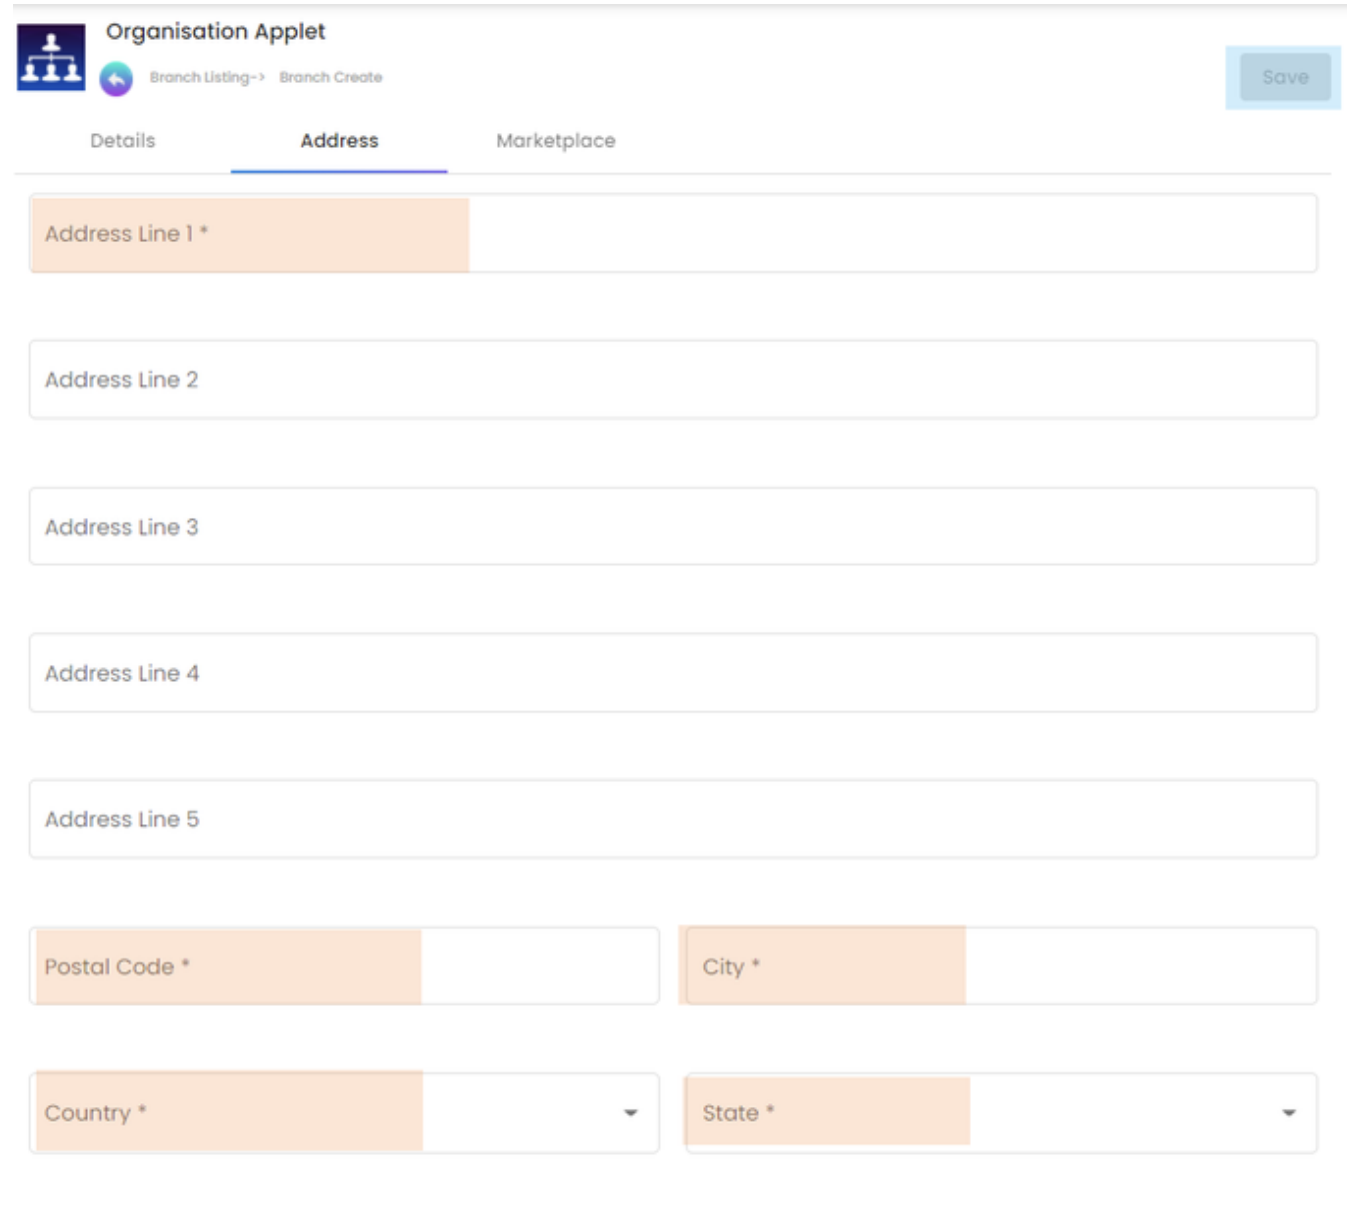 Organisation Applet
Branch Listing-> Branch Create
Save
Details Address Marketplace
Address Line 1 *
Address Line 2
Address Line 3
Address Line 4
Address Line 5
Postal Code * City *
Country * State *